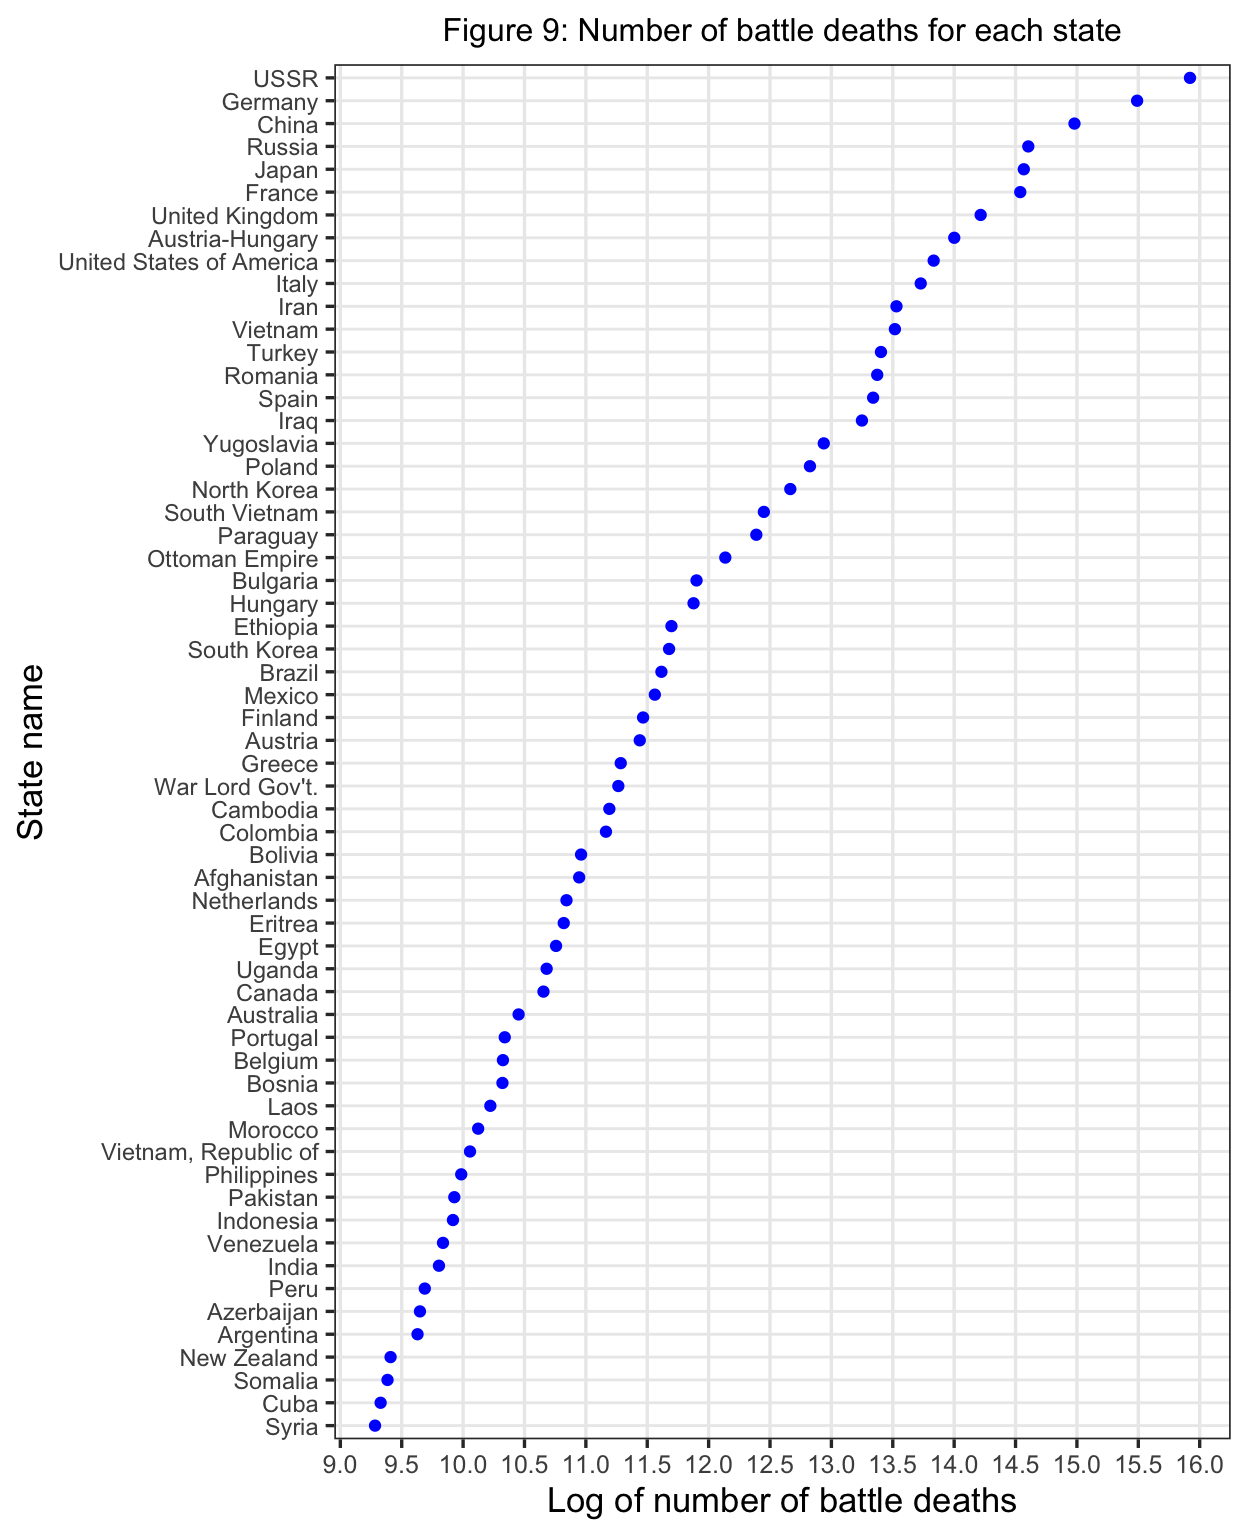 Figure 9: Number of battle deaths for each state
USSR
Germany
China
Russia
Japan
France
United Kingdom
Austria-Hungary
United States of America
Italy
Iran
Vietnam
Turkey
Romania
Spain
Iraq
Yugoslavia
Poland
North Korea
South Vietnam
Paraguay
Ottoman Empire
Bulgaria
Hungary
Ethiopia
South Korea
Brazil
Mexico
Finland
Austria
Greece
War Lord Gov't.
Cambodia
Colombia
Bolivia
Afghanistan
Netherlands
Eritrea
Egypt
Uganda
Canada
Australia
Portugal
Belgium
Bosnia
Laos
Morocco
Vietnam, Republic of
Philippines
Pakistan
Indonesia
Venezuela
India
Peru
Azerbaijan
Argentina
New Zealand
Somalia
Cuba
Syria
State name
9.0 9.5 10.0 10.5 11.0 11.5 12.0 12.5 13.0 13.5 14.0 14.5 15.0 15.5 16.0
Log of number of battle deaths